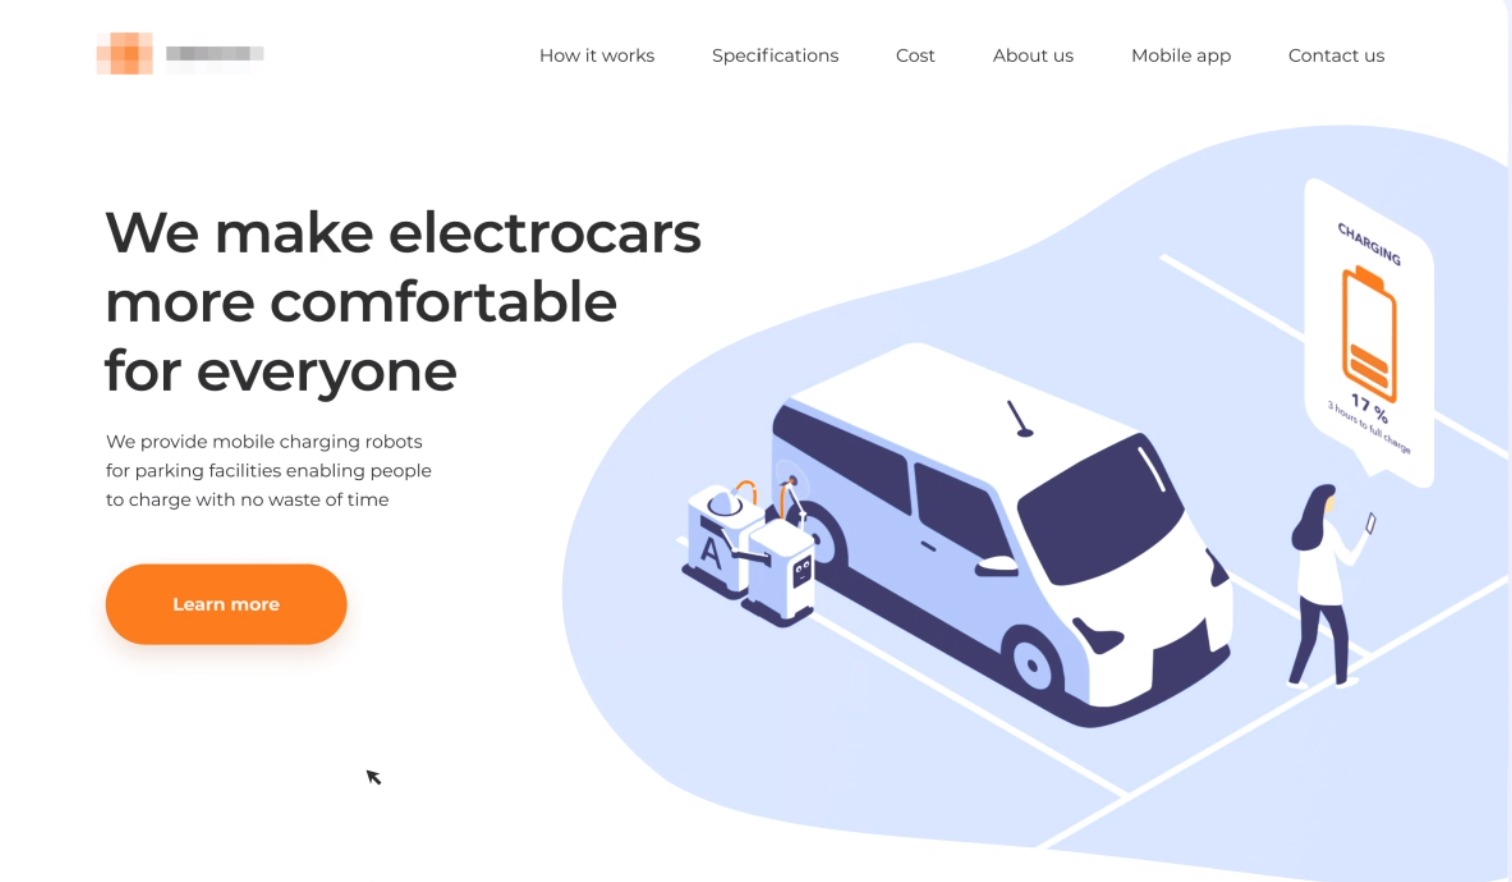 How it works
Specifications
Cost
About us
Mobile app
Contact us
We make electrocars
more comfortable
for everyone
We provide mobile charging robots
for parking facilities enabling people
to charge with no waste of time
Learn more
CHARGING
17 %
3 hours to full charge
A